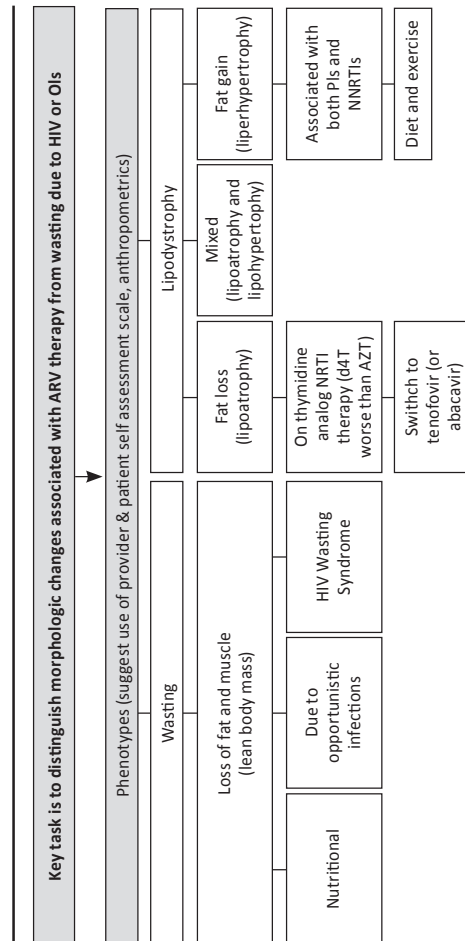 Key task is to distinguish morphologic changes associated with ARV therapy from wasting due to HIV or OIs
Phenotypes (suggest use of provider & patient self assessment scale, anthropometrics)
Wasting
Lipodystrophy
Loss of fat and muscle
(lean body mass)
Fat loss
(lipoatrophy)
Mixed
(lipoatrophy and
lipohypertophy)
Fat gain
(liperhypertrophy)
Nutritional
Due to
opportunistic
infections
HIV Wasting
Syndrome
On thymidine
analog NRTI
therapy (d4T
worse than AZT)
Associated with
both PIs and
NNRTIs
Swithch to
tenofovir (or
abacavir)
Diet and exercise